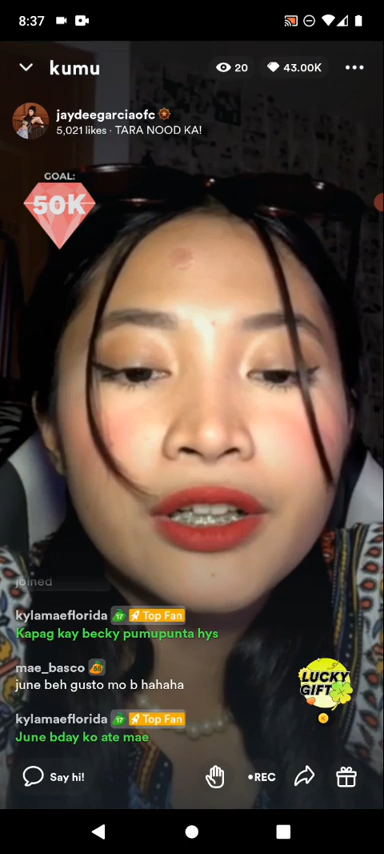 8:37
kumu
20
43.00K
jaydeegarciaofc
5,021 likes · TARA NOOD KA!
GOAL:
50K
joined
kylamaeflorida Top Fan
Kapag kay becky pumupunta hys
mae_basco
june beh gusto mo b hahaha
LUCKY
GIFT
kylamaeflorida Top Fan
June bday ko ate mae
Say hi!
•REC